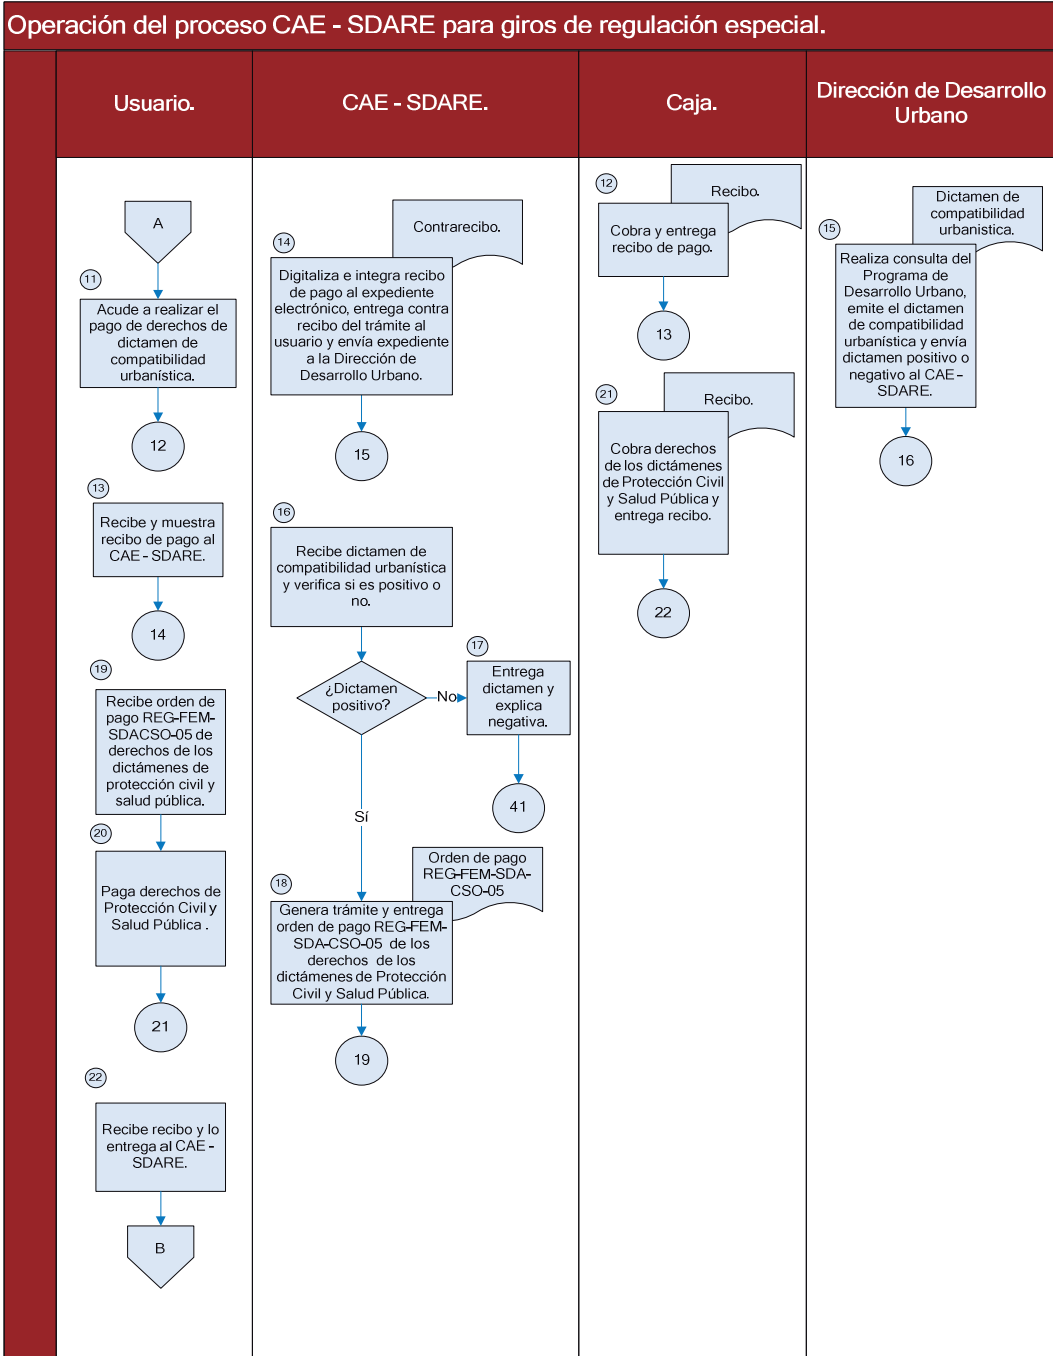 Operación del proceso CAE - SDARE para giros de regulación especial.
Usuario.
CAE - SDARE.
Caja.
Dirección de Desarrollo
Urbano
A
11
Acude a realizar el
pago de derechos de
dictamen de
compatibilidad
urbanística.
12
13
Recibe y muestra
recibo de pago al
CAE - SDARE.
14
19
Recibe orden de
pago REG-FEM-
SDACSO-05 de
derechos de los
dictámenes de
protección civil y
salud pública.
20
Paga derechos de
Protección Civil y
Salud Pública .
21
22
Recibe recibo y lo
entrega al CAE -
SDARE.
B
Contrarecibo.
14
Digitaliza e integra recibo
de pago al expediente
electrónico, entrega contra
recibo del trámite al
usuario y envía expediente
a la Dirección de
Desarrollo Urbano.
15
16
Recibe dictamen de
compatibilidad urbanística
y verifica si es positivo o
no.
¿Dictamen
positivo?
No
17
Entrega
dictamen y
explica
negativa.
41
Sí
Orden de pago
REG-FEM-SDA-
CSO-05
18
Genera trámite y entrega
orden de pago REG-FEM-
SDA-CSO-05 de los
derechos de los
dictámenes de Protección
Civil y Salud Pública.
19
12
Recibo.
Cobra y entrega
recibo de pago.
13
21
Recibo.
Cobra derechos
de los dictámenes
de Protección Civil
y Salud Pública y
entrega recibo.
22
Dictamen de
compatibilidad
urbanistica.
15
Realiza consulta del
Programa de
Desarrollo Urbano,
emite el dictamen
de compatibilidad
urbanística y envía
dictamen positivo o
negativo al CAE -
SDARE.
16